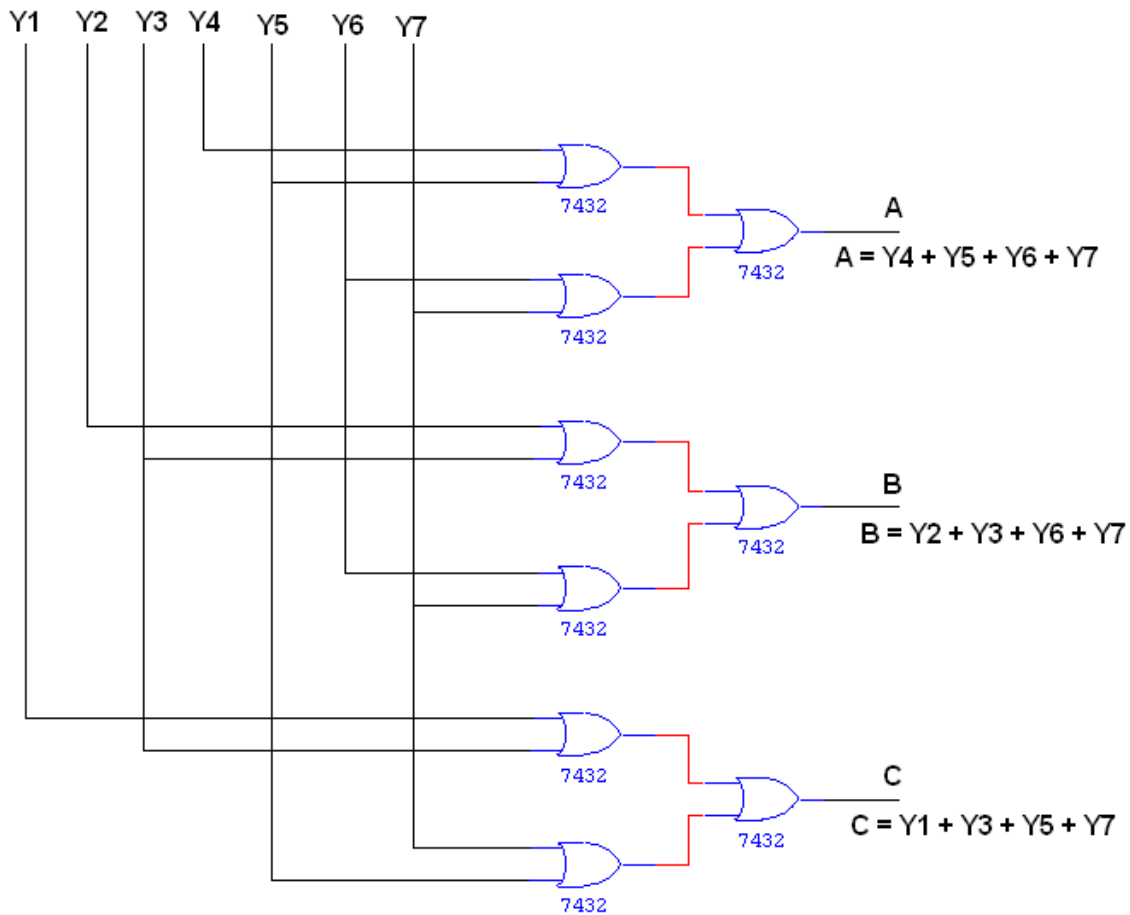 Y1 Y2 Y3 Y4 Y5 Y6 Y7
7432
A
7432
A = Y4 + Y5 + Y6 + Y7
7432
7432
B
7432
B = Y2 + Y3 + Y6 + Y7
7432
7432
C
7432
C = Y1 + Y3 + Y5 + Y7
7432